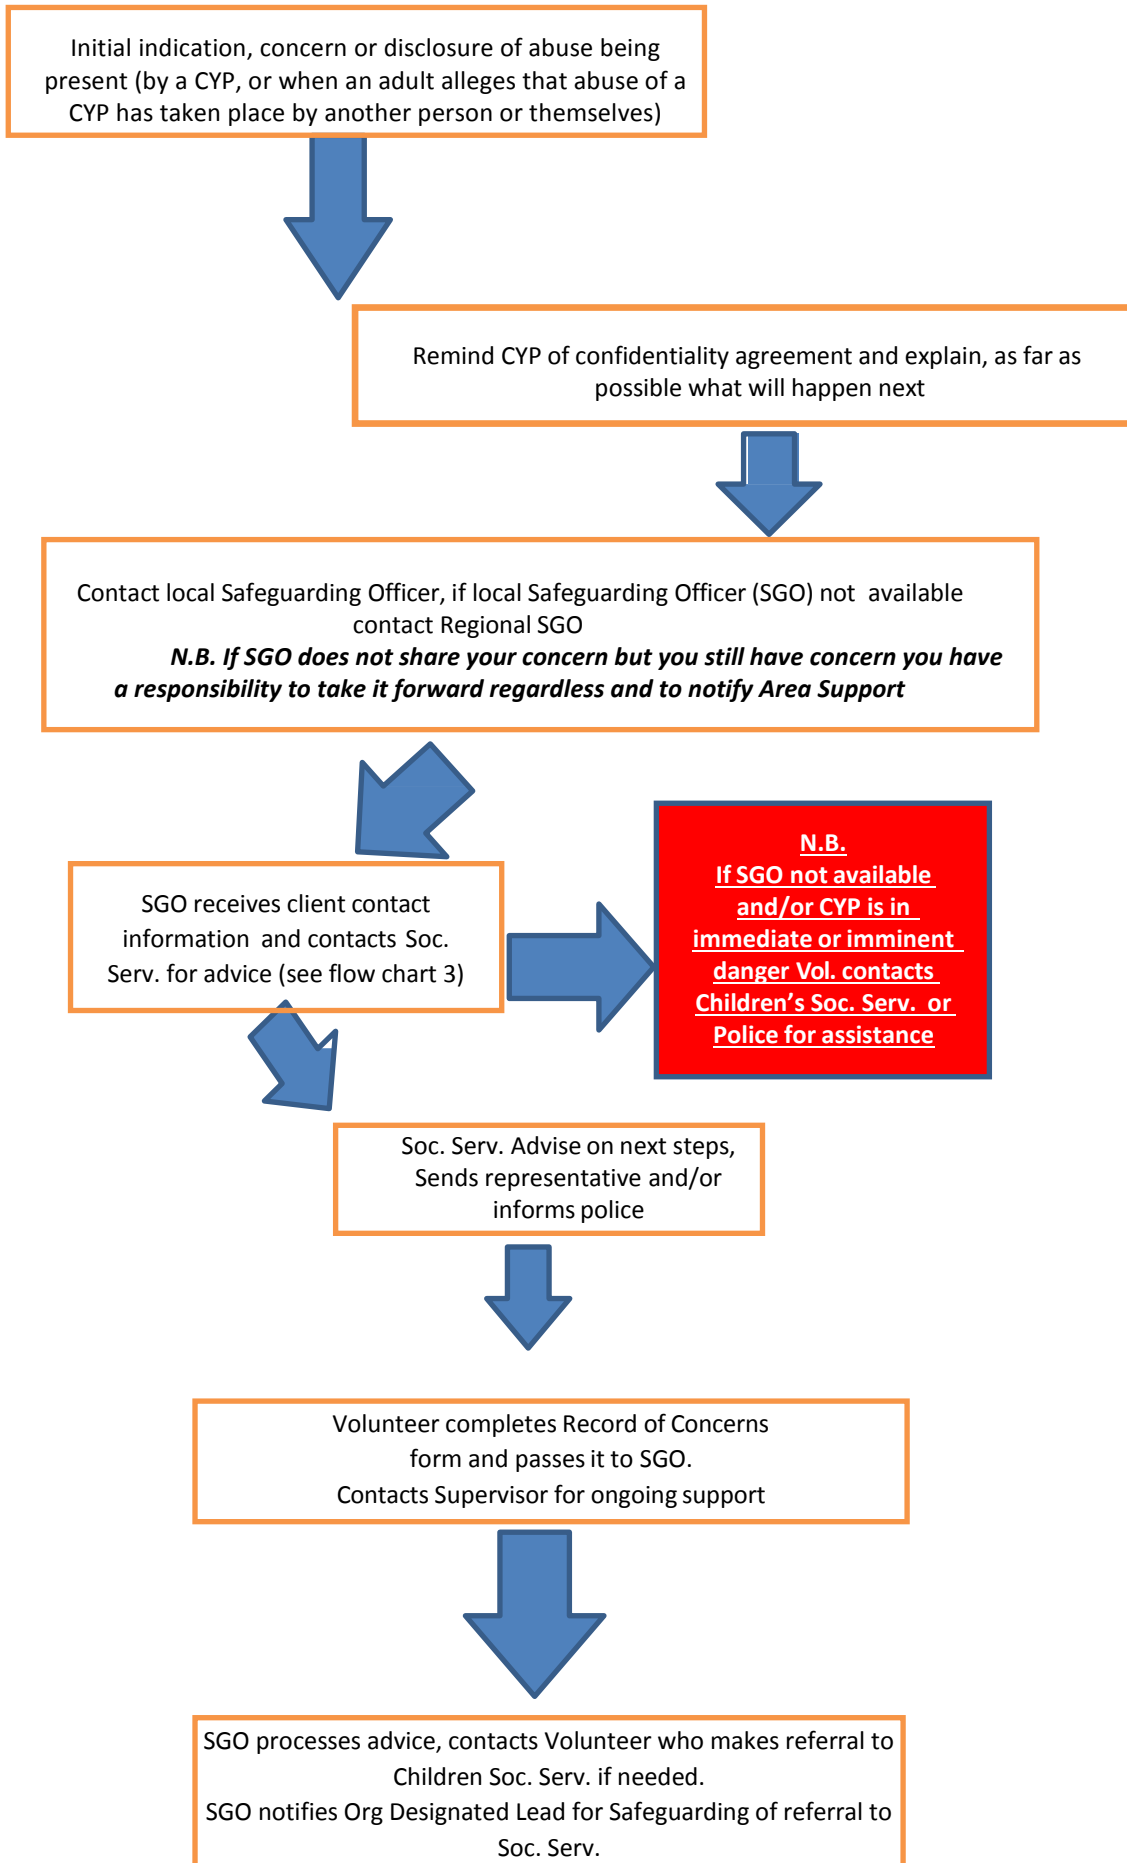 Initial indication, concern or disclosure of abuse being
present (by a CYP, or when an adult alleges that abuse of a
CYP has taken place by another person or themselves)
Remind CYP of confidentiality agreement and explain, as far as
possible what will happen next
Contact local Safeguarding Officer, if local Safeguarding Officer (SGO) not available
contact Regional SGO
N.B. If SGO does not share your concern but you still have concern you have
a responsibility to take it forward regardless and to notify Area Support
SGO receives client contact
information and contacts Soc.
Serv. for advice (see flow chart 3)
N.B.
If SGO not available
and/or CYP is in
immediate or imminent
danger Vol. contacts
Children’s Soc. Serv. or
Police for assistance
Soc. Serv. Advise on next steps,
Sends representative and/or
informs police
Volunteer completes Record of Concerns
form and passes it to SGO.
Contacts Supervisor for ongoing support
SGO processes advice, contacts Volunteer who makes referral to
Children Soc. Serv. if needed.
SGO notifies Org Designated Lead for Safeguarding of referral to
Soc. Serv.